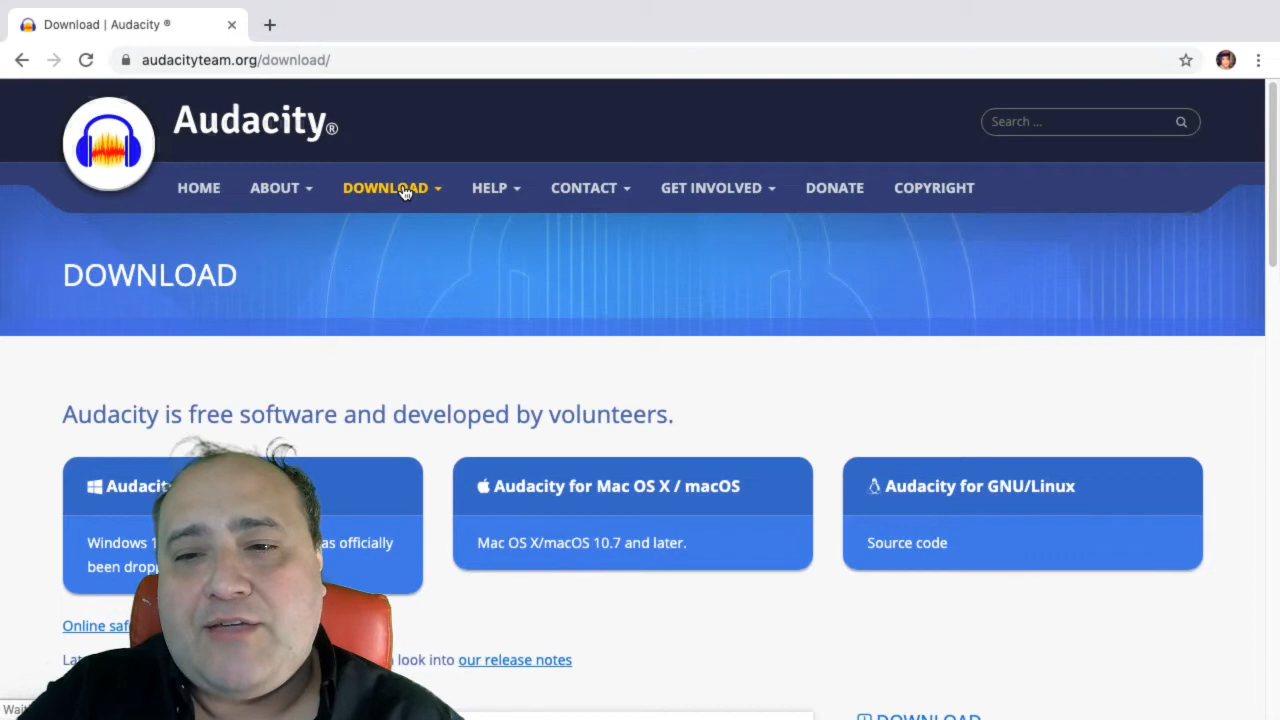 Download | Audacity ®
audacityteam.org/download/
Audacity®
Search ...
HOME ABOUT DOWNLOAD HELP CONTACT GET INVOLVED DONATE COPYRIGHT
DOWNLOAD
Audacity is free software and developed by volunteers.
Audacity for Mac OS X / macOS
Audacity for GNU/Linux
Windows
as officially
been
Mac OS X/macOS 10.7 and later.
Source code
Online
look into our release notes
DOWNLOAD